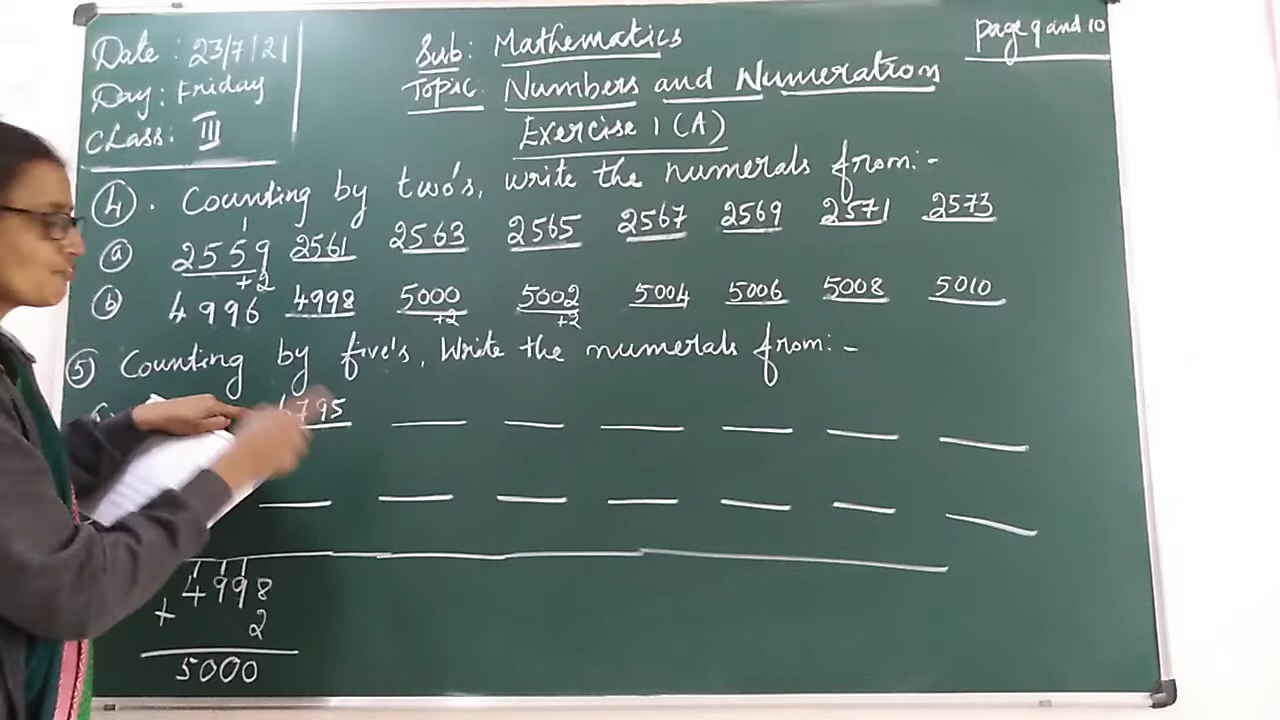 Date: 23/7/21
Day: Friday
Class: III
Sub: Mathematics
Topic: Numbers and Numeration
Exercise 1(A)
Page 9 and 10
4. Counting by two's, Write the numerals from:-
1
a 2559 2561 2563 2565 2567 2569 2571 2573
+2
b 4996 4998 5000 5002 5004 5006 5008 5010
+2 +2
5 Counting by five's, Write the numerals from:-
795
4998
+ 2
5000